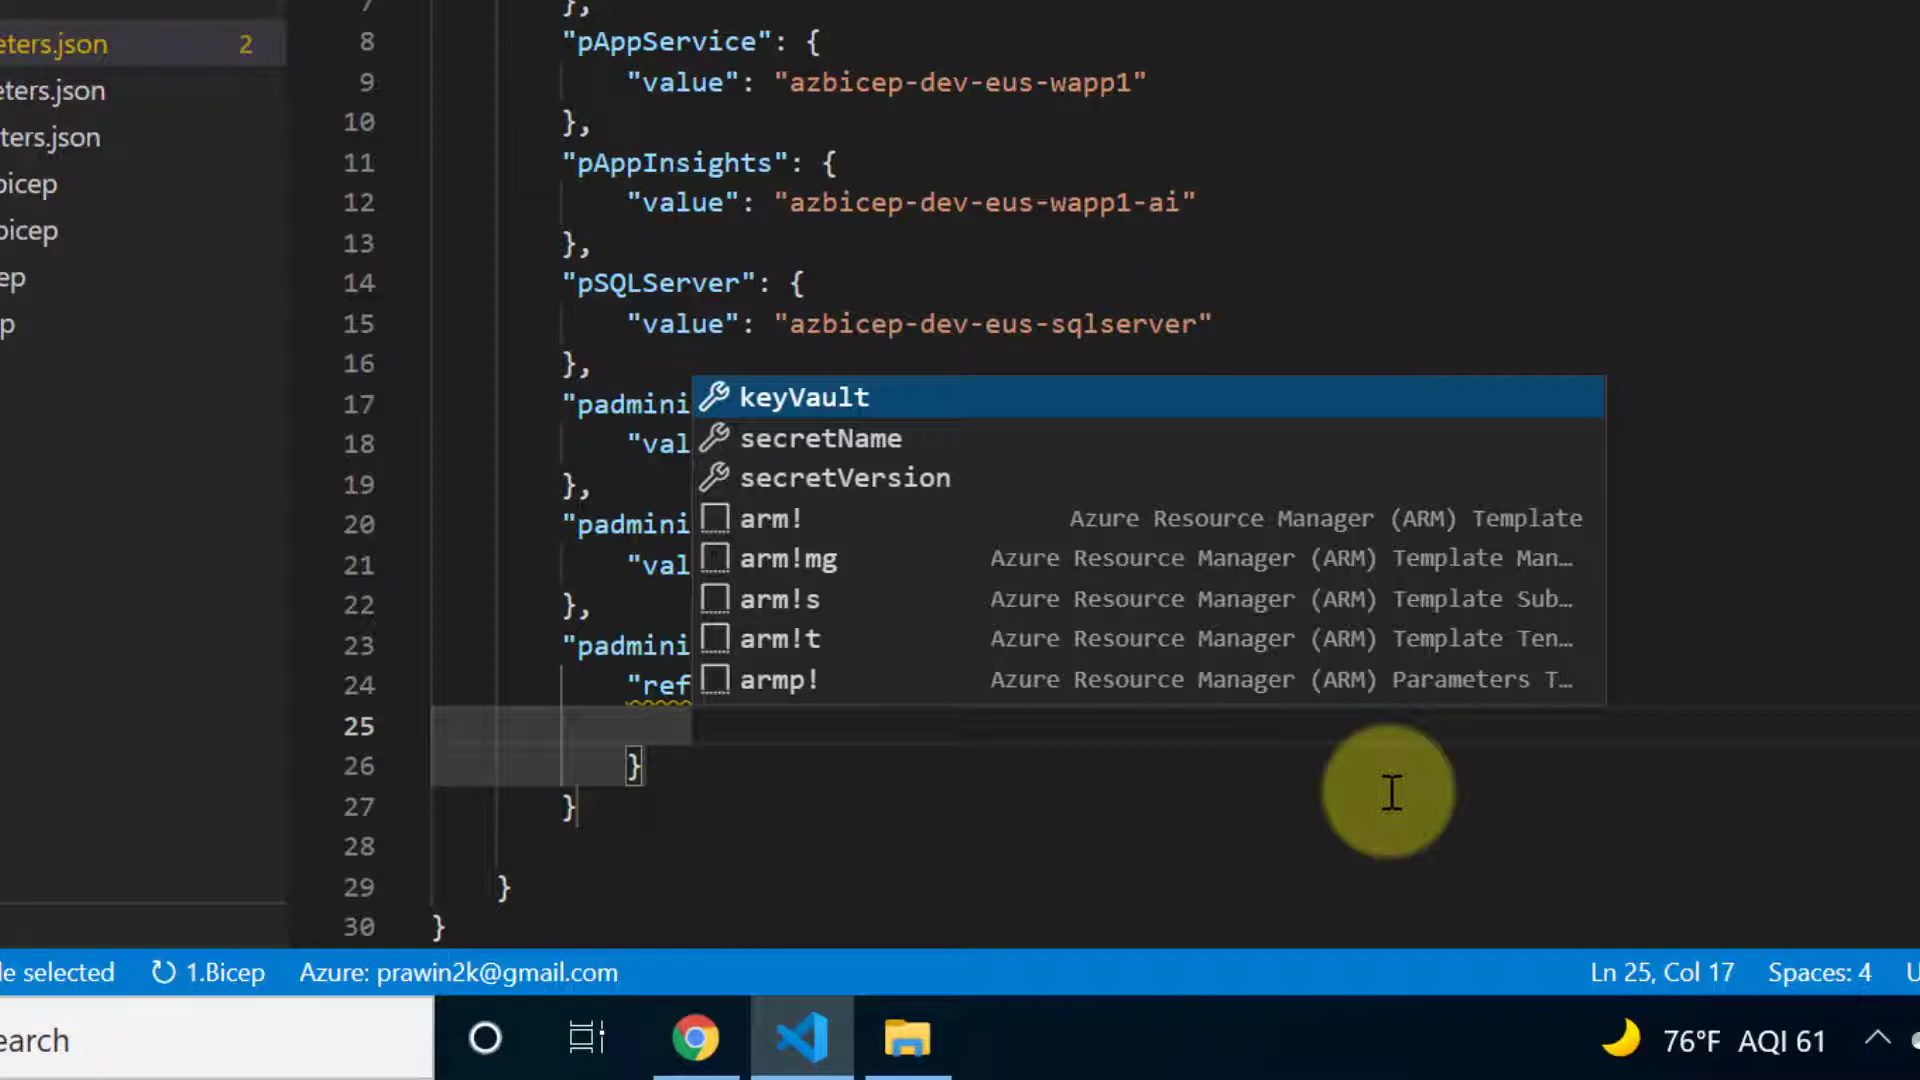 7 },
eters.json 2
8 "pAppService": {
eters.json
9 "value": "azbicep-dev-eus-wapp1"
10 },
ters.json
11 "pAppInsights": {
bicep
12 "value": "azbicep-dev-eus-wapp1-ai"
bicep
13 },
ep
14 "pSQLServer": {
p
15 "value": "azbicep-dev-eus-sqlserver"
16 },
17 "padmini
keyVault
secretName
18 "val
secretVersion
19 },
arm! Azure Resource Manager (ARM) Template
20 "padmini
arm!mg Azure Resource Manager (ARM) Template Man…
21 "val
arm!s Azure Resource Manager (ARM) Template Sub…
22 },
arm!t Azure Resource Manager (ARM) Template Ten…
23 "padmini
armp! Azure Resource Manager (ARM) Parameters T…
24 "ref
25
26 }
27 }
28
29 }
30 }
le selected 1.Bicep Azure: prawin2k@gmail.com Ln 25, Col 17 Spaces: 4 U
earch 76°F AQI 61